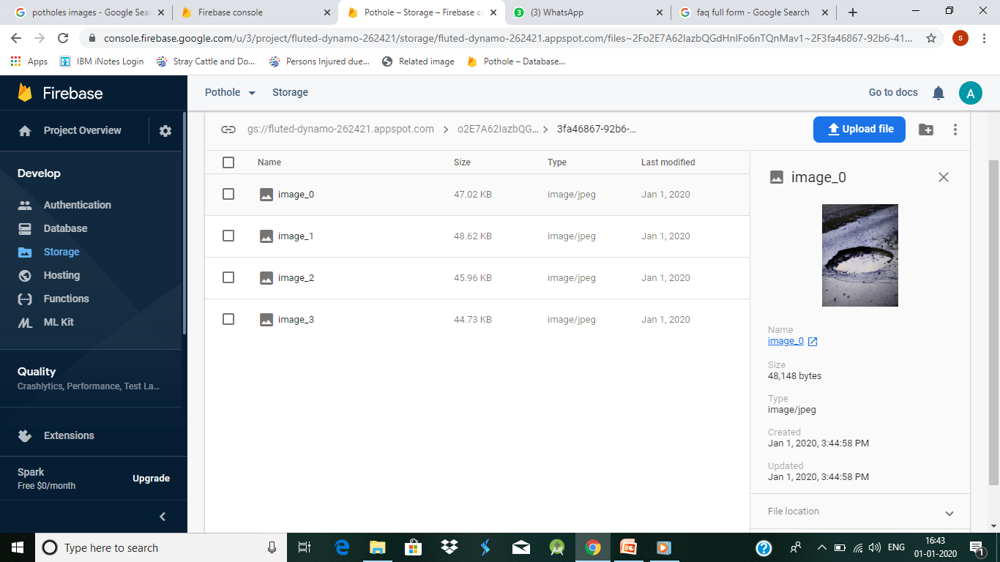 potholes images - Google Sea
Firebase console
Pothole – Storage – Firebase co
(3) WhatsApp
faq full form - Google Search
console.firebase.google.com/u/3/project/fluted-dynamo-262421/storage/fluted-dynamo-262421.appspot.com/files~2Fo2E7A62IazbQGdHnIFo6nTQnMav1~2F3fa46867-92b6-41...
S
Apps
IBM iNotes Login
Stray Cattle and Do...
Persons Injured due...
Related image
Pothole – Database...
Firebase
Pothole
Storage
Go to docs
A
Project Overview
gs://fluted-dynamo-262421.appspot.com
o2E7A62IazbQG...
3fa46867-92b6-...
Upload file
Develop
Authentication
Database
Storage
Hosting
Functions
ML Kit
Quality
Crashlytics, Performance, Test La...
Extensions
Spark
Free $0/month
Upgrade
Name Size Type Last modified
image_0 47.02 KB image/jpeg Jan 1, 2020
image_1 48.62 KB image/jpeg Jan 1, 2020
image_2 45.96 KB image/jpeg Jan 1, 2020
image_3 44.73 KB image/jpeg Jan 1, 2020
image_0
Name
image_0
Size
48,148 bytes
Type
image/jpeg
Created
Jan 1, 2020, 3:44:58 PM
Updated
Jan 1, 2020, 3:44:58 PM
File location
Type here to search
ENG
16:43
01-01-2020
1